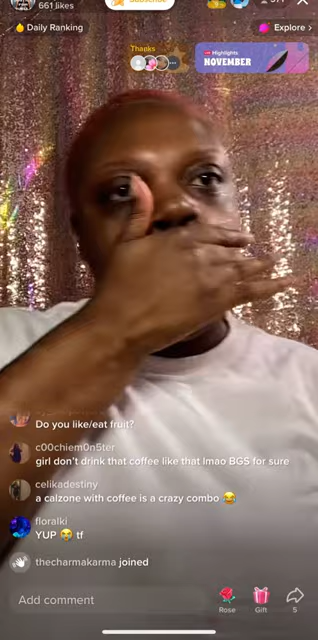 661 likes
Daily Ranking
Explore >
Thanks
LIVE Highlights
NOVEMBER
Do you like/eat fruit?
c00chiem0n5ter
girl don't drink that coffee like that lmao BGS for sure
celikadestiny
a calzone with coffee is a crazy combo 😂
floralki
YUP 😭 tf
thecharmakarma joined
Add comment
Rose
Gift
5